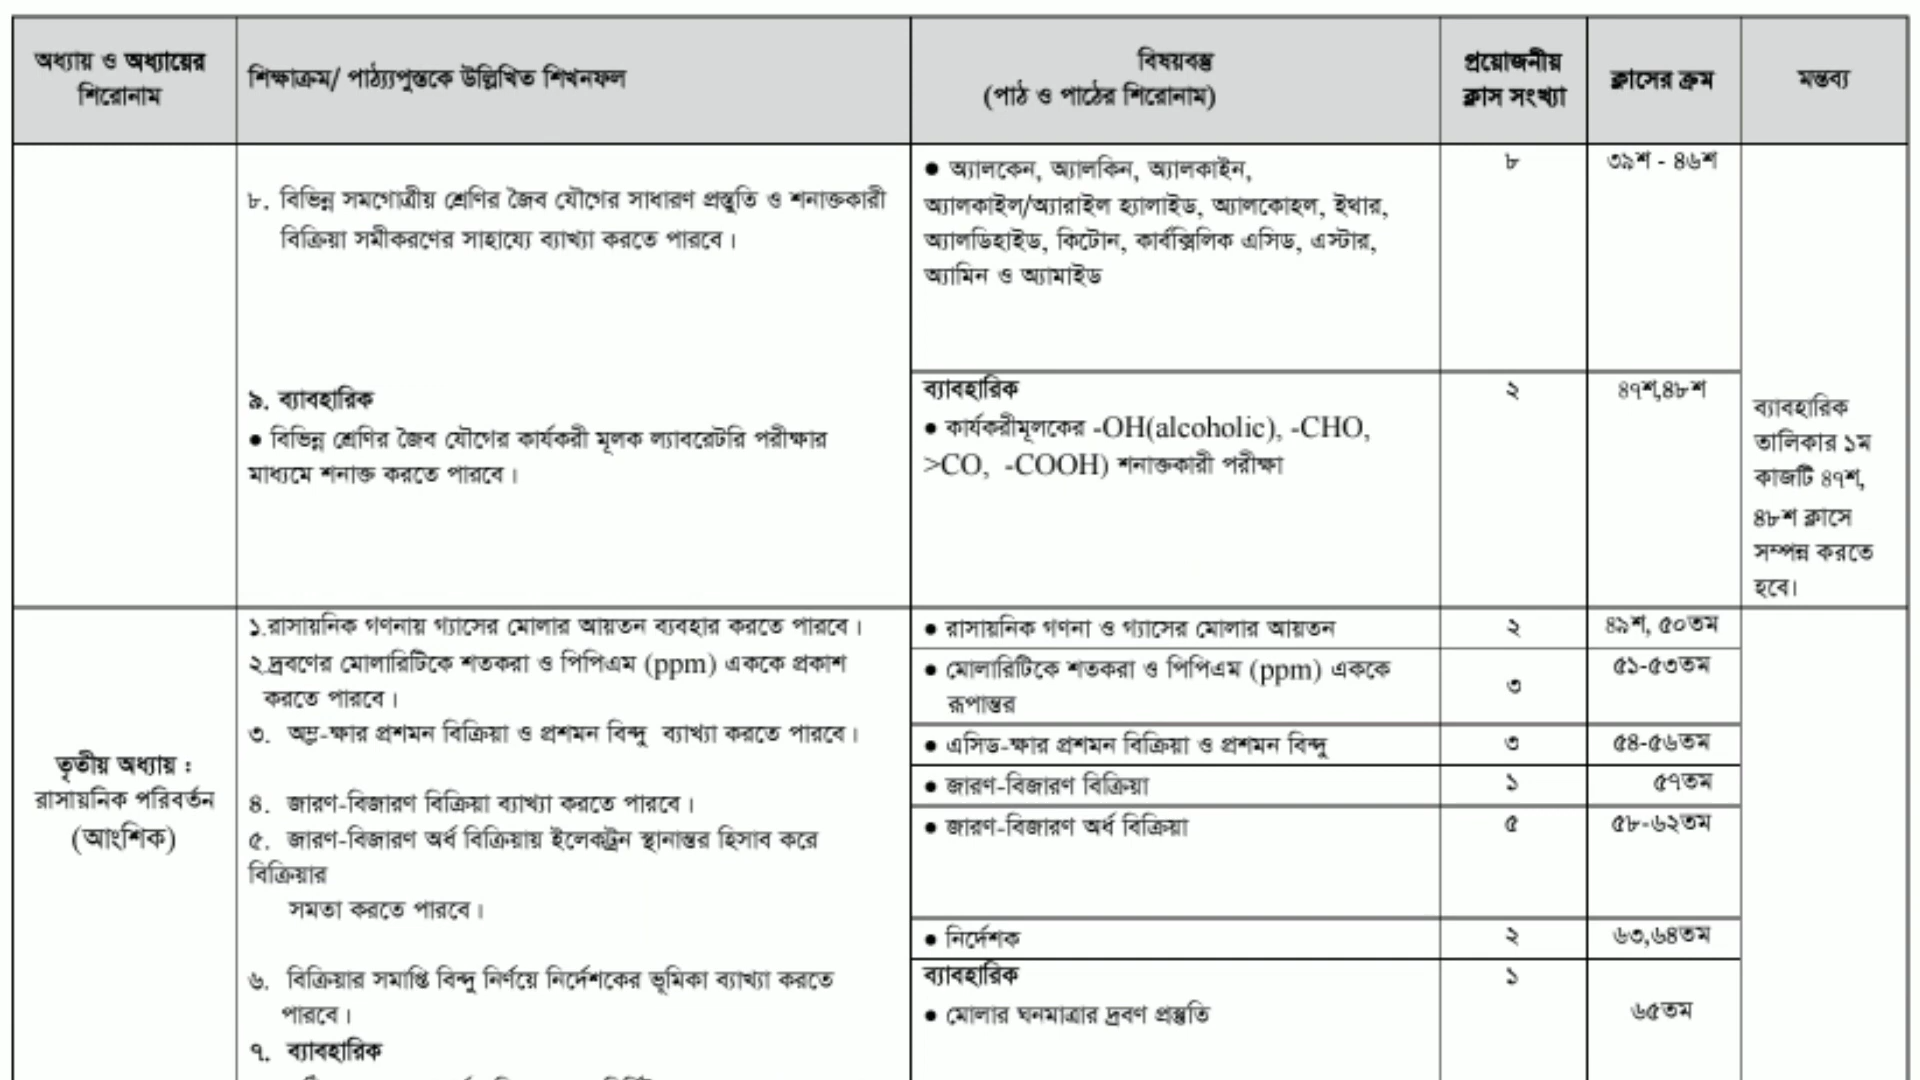 অধ্যায় ও অধ্যায়ের
শিরোনাম
শিক্ষাক্রম/ পাঠ্যপুস্তকে উল্লিখিত শিখনফল
বিষয়বস্তু
(পাঠ ও পাঠের শিরোনাম)
প্রয়োজনীয়
ক্লাস সংখ্যা
ক্লাসের ক্রম
মন্তব্য
৮. বিভিন্ন সমগোত্রীয় শ্রেণির জৈব যৌগের সাধারণ প্রস্তুতি ও শনাক্তকারী
বিক্রিয়া সমীকরণের সাহায্যে ব্যাখ্যা করতে পারবে।
● অ্যালকেন, অ্যালকিন, অ্যালকাইন,
অ্যালকাইল/অ্যারাইল হ্যালাইড, অ্যালকোহল, ইথার,
অ্যালডিহাইড, কিটোন, কার্বক্সিলিক এসিড, এস্টার,
অ্যামিন ও অ্যামাইড
৮
৩৯শ - ৪৬শ
৯. ব্যাবহারিক
● বিভিন্ন শ্রেণির জৈব যৌগের কার্যকরী মূলক ল্যাবরেটরি পরীক্ষার
মাধ্যমে শনাক্ত করতে পারবে।
ব্যাবহারিক
● কার্যকরীমূলকের -OH(alcoholic), -CHO,
>CO, -COOH) শনাক্তকারী পরীক্ষা
২
৪৭শ,৪৮শ
ব্যাবহারিক
তালিকার ১ম
কাজটি ৪৭শ,
৪৮শ ক্লাসে
সম্পন্ন করতে
হবে।
তৃতীয় অধ্যায় :
রাসায়নিক পরিবর্তন
(আংশিক)
১.রাসায়নিক গণনায় গ্যাসের মোলার আয়তন ব্যবহার করতে পারবে।
২.দ্রবণের মোলারিটিকে শতকরা ও পিপিএম (ppm) এককে প্রকাশ
করতে পারবে।
৩. অম্ল-ক্ষার প্রশমন বিক্রিয়া ও প্রশমন বিন্দু ব্যাখ্যা করতে পারবে।
৪. জারণ-বিজারণ বিক্রিয়া ব্যাখ্যা করতে পারবে।
৫. জারণ-বিজারণ অর্ধ বিক্রিয়ায় ইলেকট্রন স্থানান্তর হিসাব করে
বিক্রিয়ার
সমতা করতে পারবে।
৬. বিক্রিয়ার সমাপ্তি বিন্দু নির্ণয়ে নির্দেশকের ভূমিকা ব্যাখ্যা করতে
পারবে।
৭. ব্যাবহারিক
● রাসায়নিক গণনা ও গ্যাসের মোলার আয়তন
২
৪৯শ, ৫০তম
● মোলারিটিকে শতকরা ও পিপিএম (ppm) এককে
রূপান্তর
৩
৫১-৫৩তম
● এসিড-ক্ষার প্রশমন বিক্রিয়া ও প্রশমন বিন্দু
৩
৫৪-৫৬তম
● জারণ-বিজারণ বিক্রিয়া
১
৫৭তম
● জারণ-বিজারণ অর্ধ বিক্রিয়া
৫
৫৮-৬২তম
● নির্দেশক
২
৬৩,৬৪তম
ব্যাবহারিক
● মোলার ঘনমাত্রার দ্রবণ প্রস্তুতি
১
৬৫তম